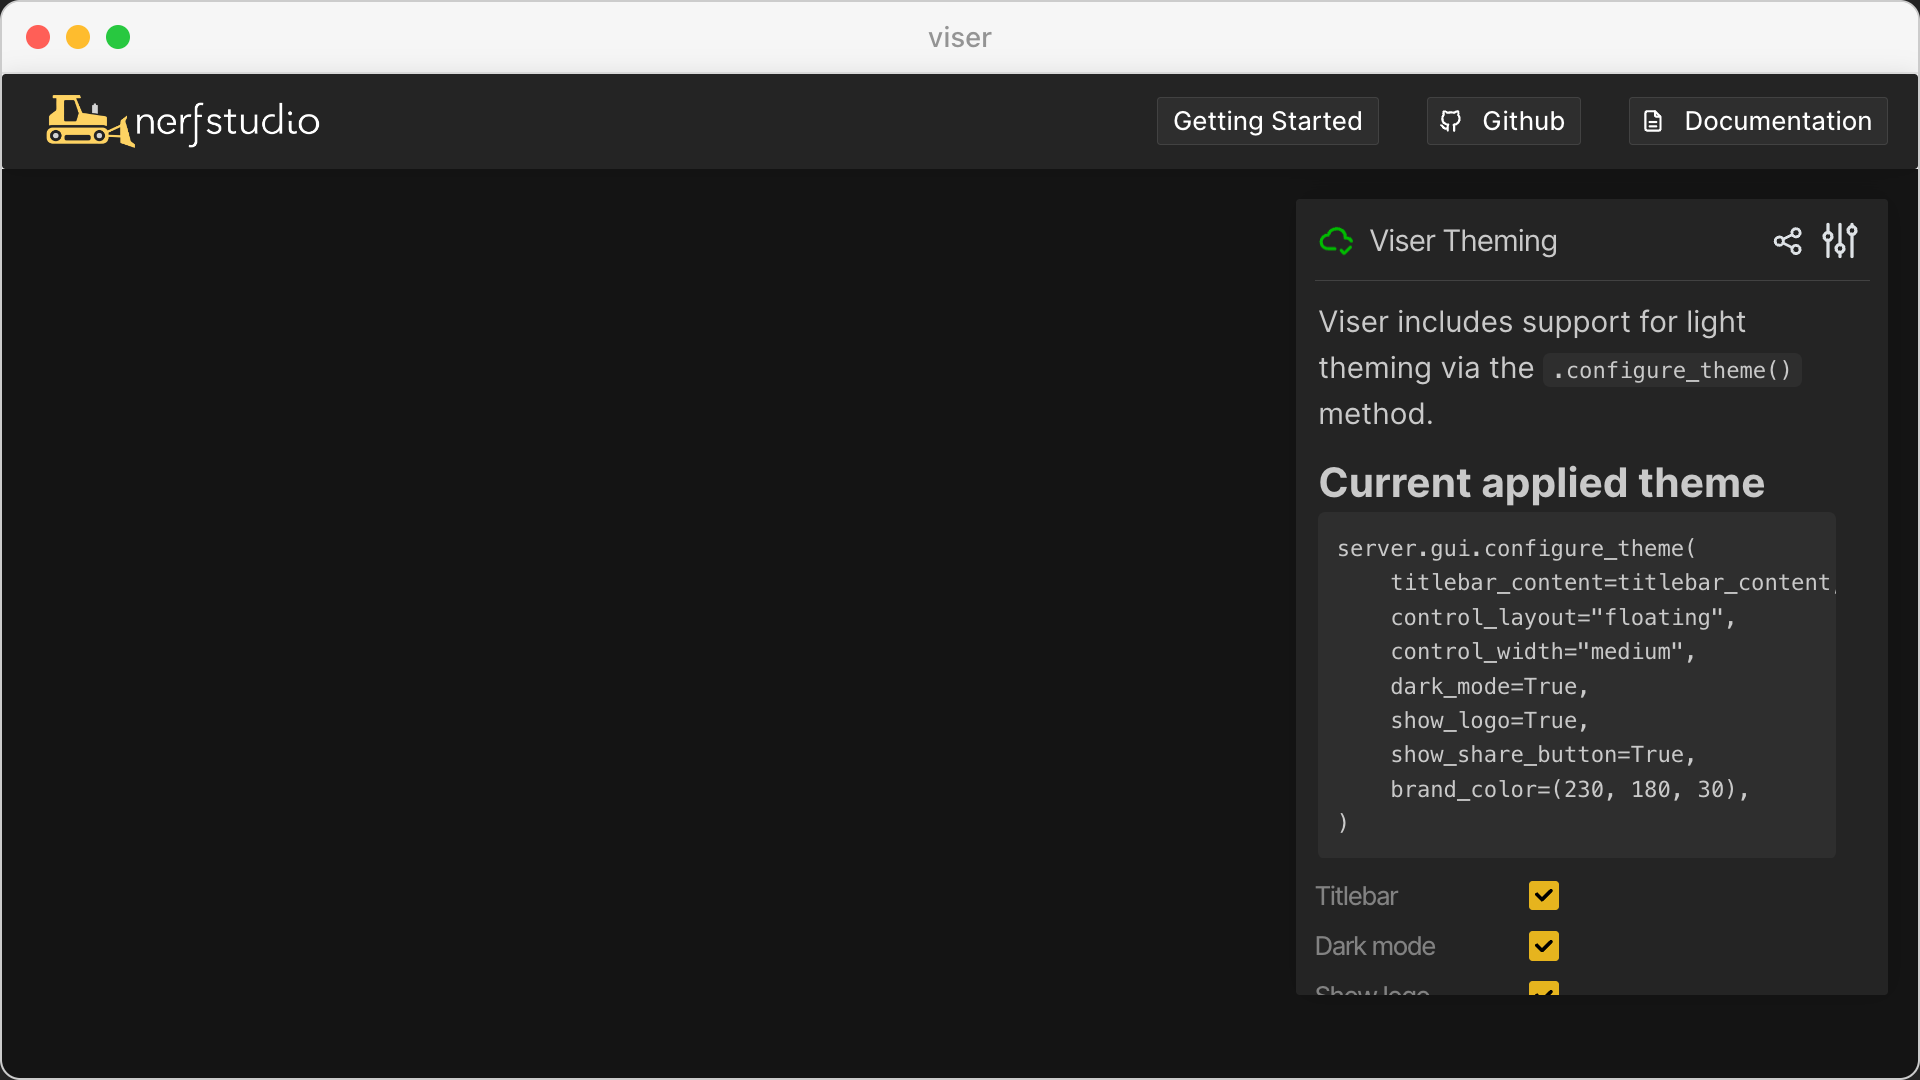 viser
nerfstudio
Getting Started
Github
Documentation
Viser Theming
Viser includes support for light
theming via the .configure_theme()
method.
Current applied theme
server.gui.configure_theme(
    titlebar_content=titlebar_content,
    control_layout="floating",
    control_width="medium",
    dark_mode=True,
    show_logo=True,
    show_share_button=True,
    brand_color=(230, 180, 30),
)
Titlebar
Dark mode
Show logo